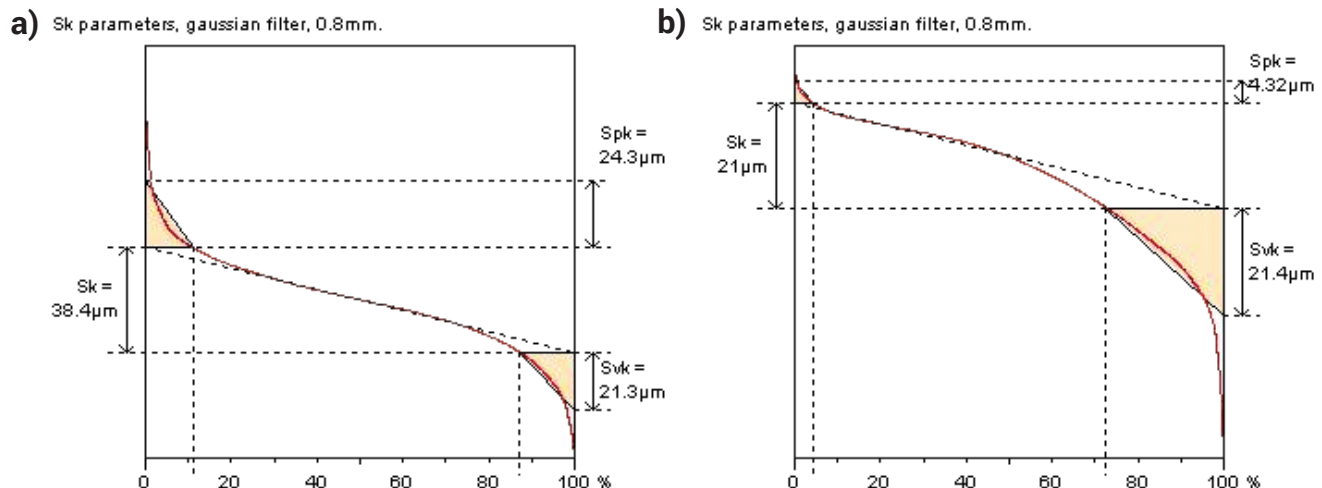 a) Sk parameters, gaussian filter, 0.8mm.
Spk =
24.3µm
Sk =
38.4µm
Svk =
21.3µm
0 20 40 60 80 100 %
b) Sk parameters, gaussian filter, 0.8mm.
Spk =
4.32µm
Sk =
21µm
Svk =
21.4µm
0 20 40 60 80 100 %